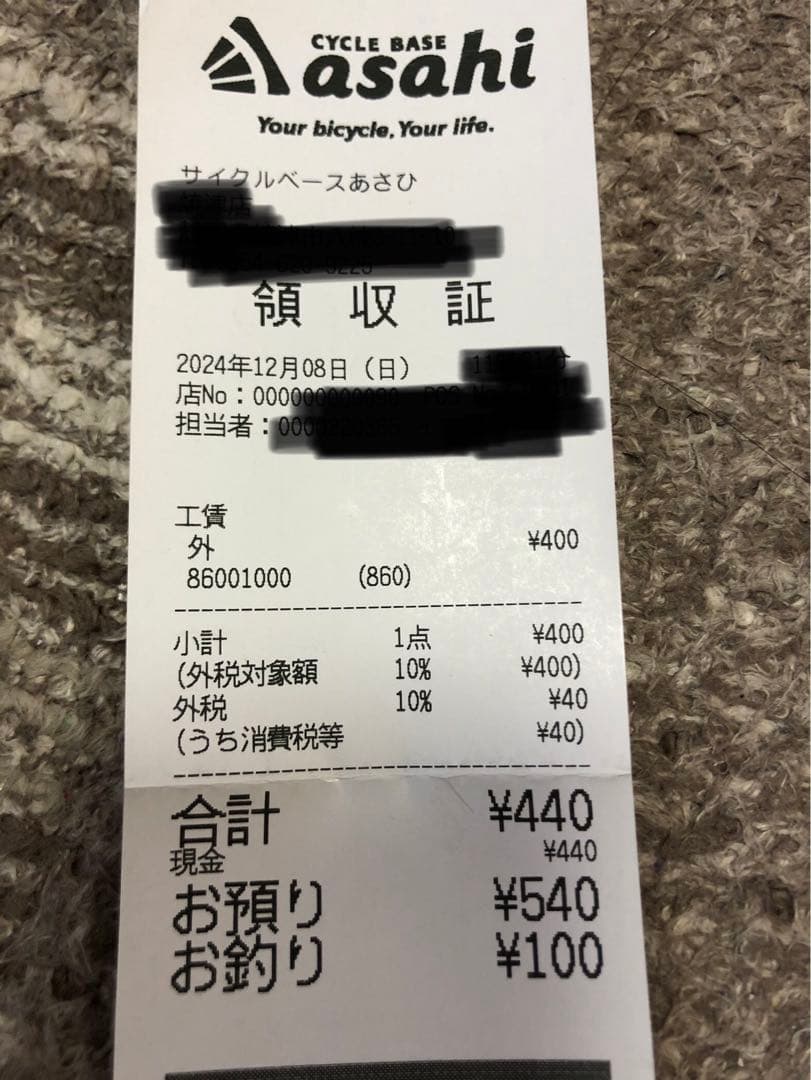 CYCLE BASE
asahi
Your bicycle, Your life.
サイクルベースあさひ
領 収 証
2024年12月08日（日）
店No：
担当者：
工賃
外 ¥400
86001000 (860)
小計 1点 ¥400
(外税対象額 10% ¥400)
外税 10% ¥40
(うち消費税等 ¥40)
合計 ¥440
現金 ¥440
お預り ¥540
お釣り ¥100